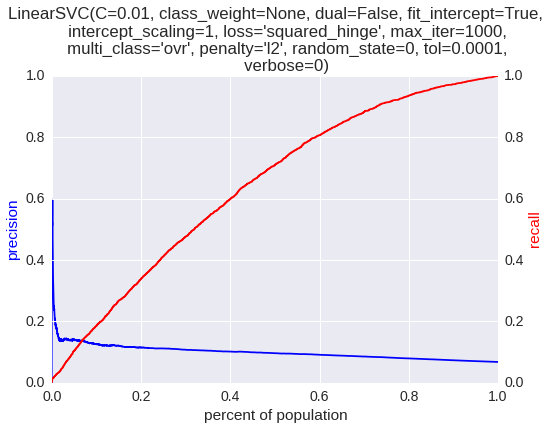 LinearSVC(C=0.01, class_weight=None, dual=False, fit_intercept=True,
intercept_scaling=1, loss='squared_hinge', max_iter=1000,
multi_class='ovr', penalty='l2', random_state=0, tol=0.0001,
verbose=0)
1.0 1.0
0.8 0.8
0.6 0.6
precision recall
0.4 0.4
0.2 0.2
0.0 0.0
0.0 0.2 0.4 0.6 0.8 1.0
percent of population